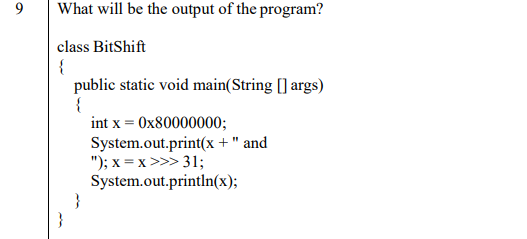 9 What will be the output of the program?
class BitShift
{
public static void main(String [] args)
{
int x = 0x80000000;
System.out.print(x + " and
"); x = x >>> 31;
System.out.println(x);
}
}